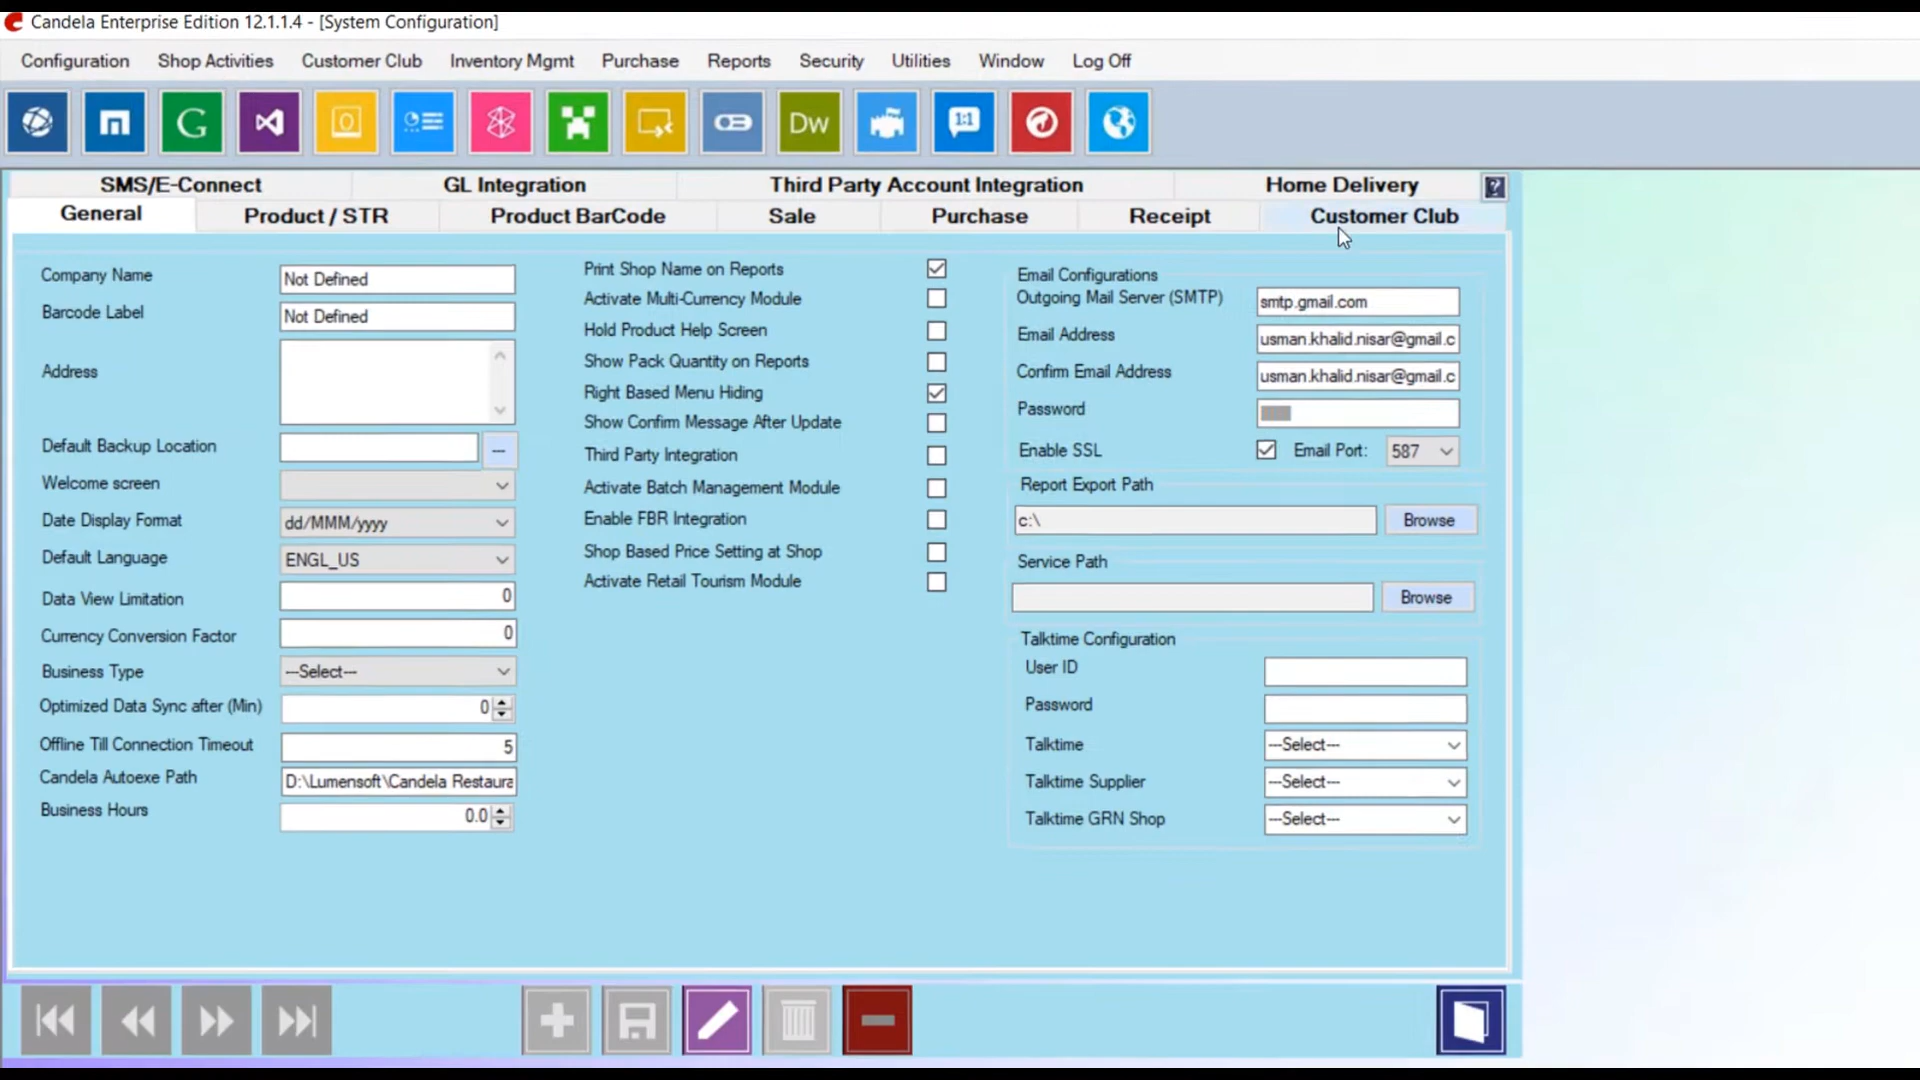 Candela Enterprise Edition 12.1.1.4 - [System Configuration]
Configuration Shop Activities Customer Club Inventory Mgmt Purchase Reports Security Utilities Window Log Off
G Dw 1:1
SMS/E-Connect GL Integration Third Party Account Integration Home Delivery ?
General Product / STR Product BarCode Sale Purchase Receipt Customer Club
Company Name Not Defined
Barcode Label Not Defined
Address
Default Backup Location ...
Welcome screen
Date Display Format dd/MMM/yyyy
Default Language ENGL_US
Data View Limitation 0
Currency Conversion Factor 0
Business Type ---Select---
Optimized Data Sync after (Min) 0
Offline Till Connection Timeout 5
Candela Autoexe Path D:\Lumensoft\Candela Restaura
Business Hours 0.0
Print Shop Name on Reports
Activate Multi-Currency Module
Hold Product Help Screen
Show Pack Quantity on Reports
Right Based Menu Hiding
Show Confirm Message After Update
Third Party Integration
Activate Batch Management Module
Enable FBR Integration
Shop Based Price Setting at Shop
Activate Retail Tourism Module
Email Configurations
Outgoing Mail Server (SMTP) smtp.gmail.com
Email Address usman.khalid.nisar@gmail.c
Confirm Email Address usman.khalid.nisar@gmail.c
Password
Enable SSL Email Port: 587
Report Export Path
c:\ Browse
Service Path
Browse
Talktime Configuration
User ID
Password
Talktime ---Select---
Talktime Supplier ---Select---
Talktime GRN Shop ---Select---